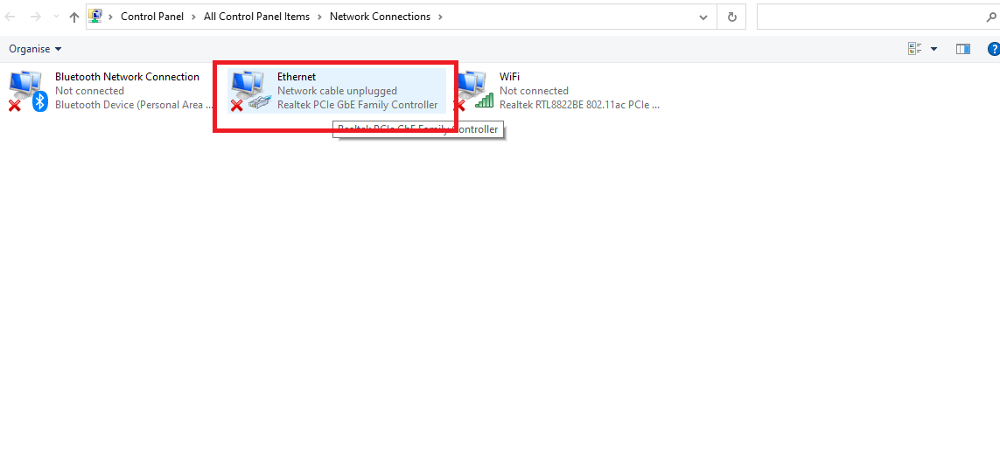 Control Panel > All Control Panel Items > Network Connections >
Organise
Bluetooth Network Connection
Not connected
Bluetooth Device (Personal Area ...
Ethernet
Network cable unplugged
Realtek PCIe GbE Family Controller
WiFi
Not connected
Realtek RTL8822BE 802.11ac PCIe ...
Realtek PCIe GbE Family Controller